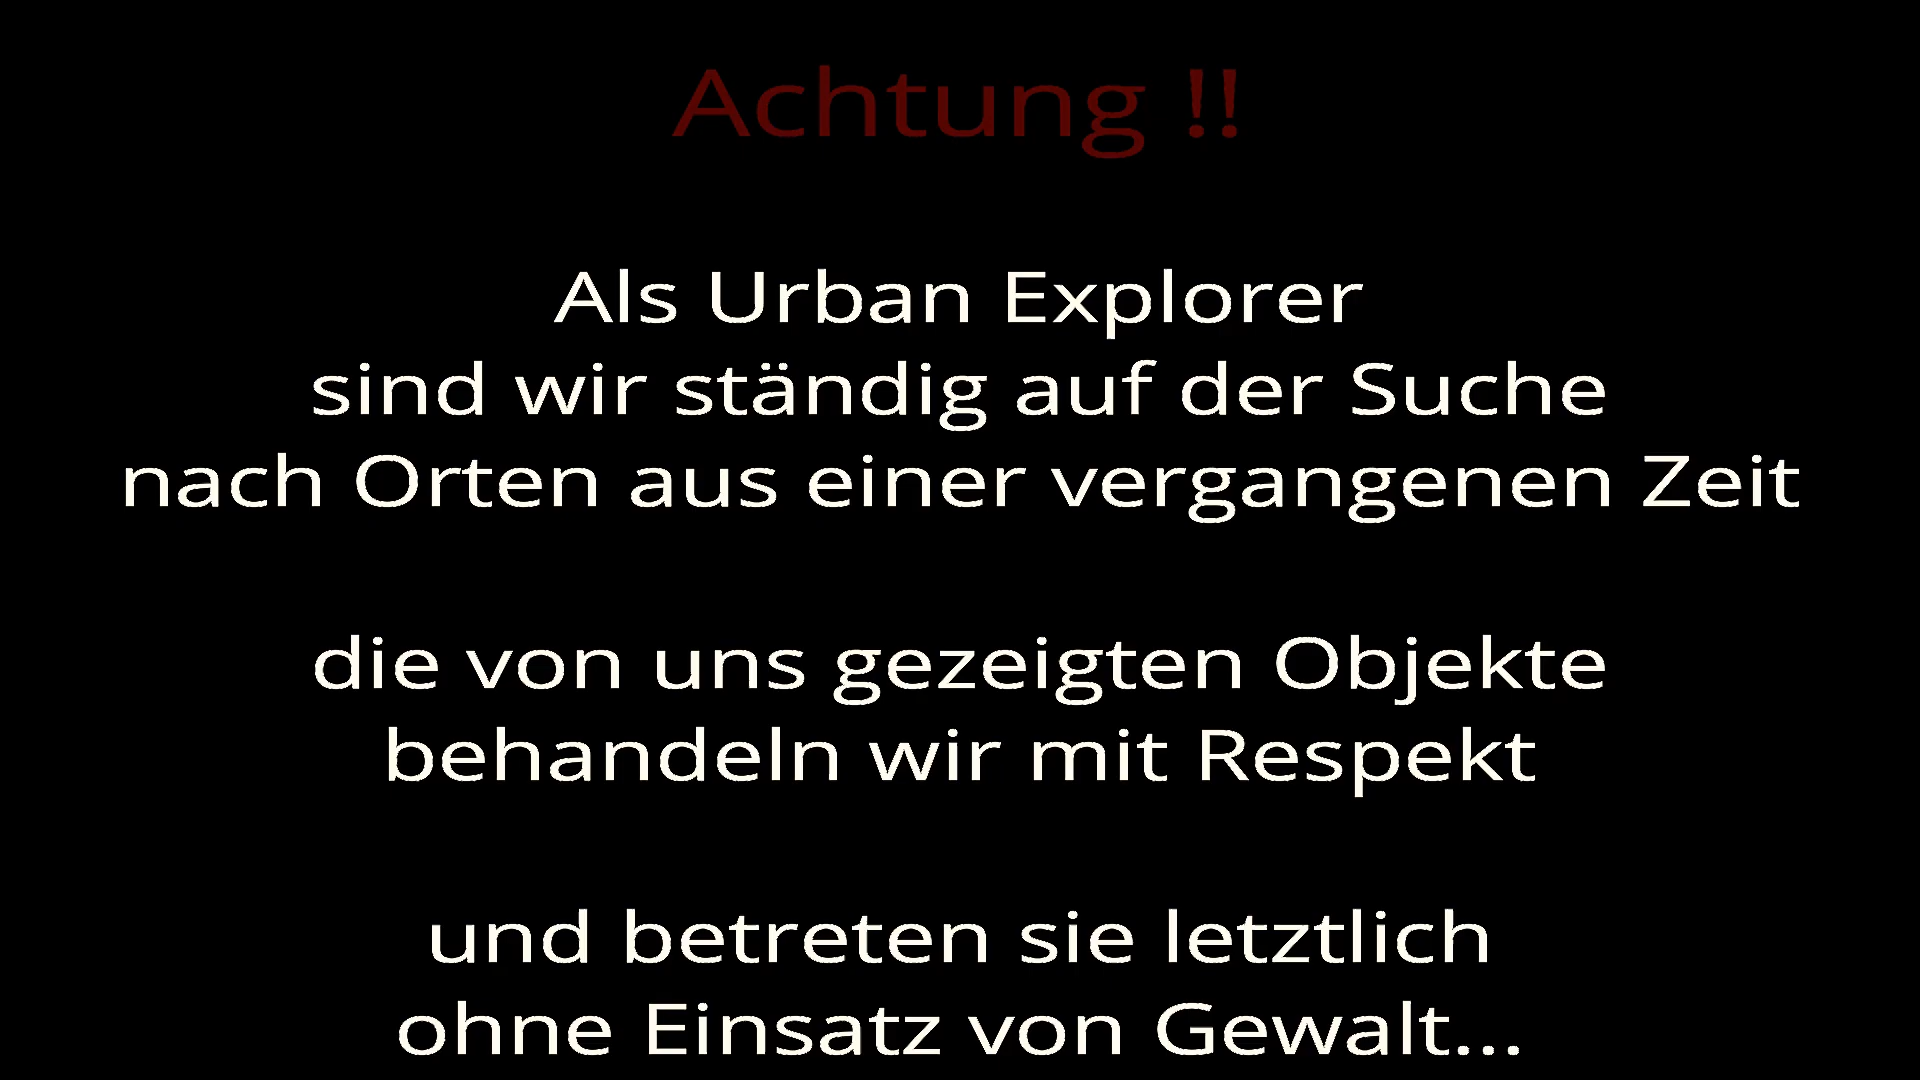 Achtung !!
Als Urban Explorer
sind wir ständig auf der Suche
nach Orten aus einer vergangenen Zeit
die von uns gezeigten Objekte
behandeln wir mit Respekt
und betreten sie letztlich
ohne Einsatz von Gewalt...